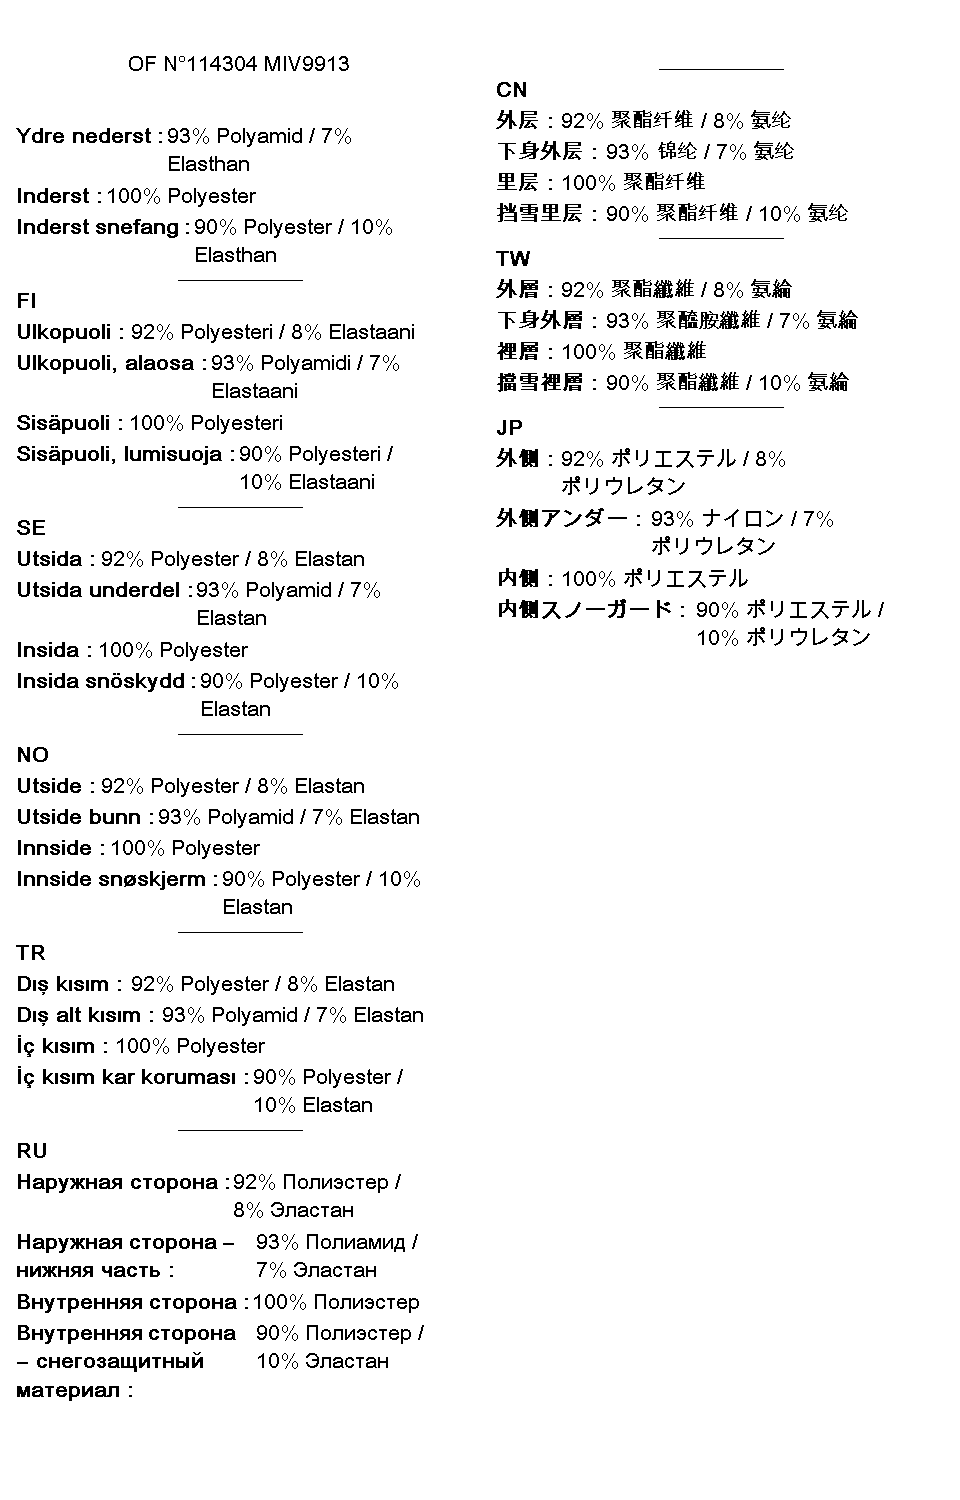 OF N°114304 MIV9913
Ydre nederst : 93% Polyamid / 7%
Elasthan
Inderst : 100% Polyester
Inderst snefang : 90% Polyester / 10%
Elasthan
FI
Ulkopuoli : 92% Polyesteri / 8% Elastaani
Ulkopuoli, alaosa : 93% Polyamidi / 7%
Elastaani
Sisäpuoli : 100% Polyesteri
Sisäpuoli, lumisuoja : 90% Polyesteri /
10% Elastaani
SE
Utsida : 92% Polyester / 8% Elastan
Utsida underdel : 93% Polyamid / 7%
Elastan
Insida : 100% Polyester
Insida snöskydd : 90% Polyester / 10%
Elastan
NO
Utside : 92% Polyester / 8% Elastan
Utside bunn : 93% Polyamid / 7% Elastan
Innside : 100% Polyester
Innside snøskjerm : 90% Polyester / 10%
Elastan
TR
Dış kısım : 92% Polyester / 8% Elastan
Dış alt kısım : 93% Polyamid / 7% Elastan
İç kısım : 100% Polyester
İç kısım kar koruması : 90% Polyester /
10% Elastan
RU
Наружная сторона : 92% Полиэстер /
8% Эластан
Наружная сторона – 93% Полиамид /
нижняя часть : 7% Эластан
Внутренняя сторона : 100% Полиэстер
Внутренняя сторона 90% Полиэстер /
– снегозащитный 10% Эластан
материал :
CN
外层 : 92% 聚酯纤维 / 8% 氨纶
下身外层 : 93% 锦纶 / 7% 氨纶
里层 : 100% 聚酯纤维
挡雪里层 : 90% 聚酯纤维 / 10% 氨纶
TW
外層 : 92% 聚酯纖維 / 8% 氨綸
下身外層 : 93% 聚醯胺纖維 / 7% 氨綸
裡層 : 100% 聚酯纖維
擋雪裡層 : 90% 聚酯纖維 / 10% 氨綸
JP
外側 : 92% ポリエステル / 8%
ポリウレタン
外側アンダー : 93% ナイロン / 7%
ポリウレタン
内側 : 100% ポリエステル
内側スノーガード : 90% ポリエステル /
10% ポリウレタン